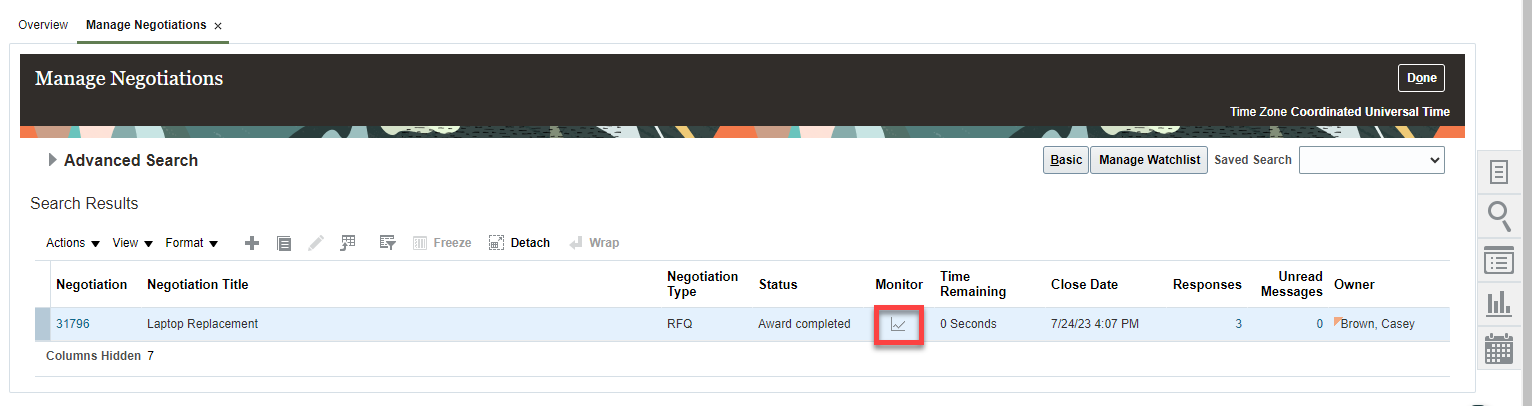 Overview Manage Negotiations ×
Manage Negotiations Done
Time Zone Coordinated Universal Time
Advanced Search Basic Manage Watchlist Saved Search
Search Results
Actions View Format Freeze Detach Wrap
Negotiation Negotiation Title Negotiation Type Status Monitor Time Remaining Close Date Responses Unread Messages Owner
31796 Laptop Replacement RFQ Award completed 0 Seconds 7/24/23 4:07 PM 3 0 Brown, Casey
Columns Hidden 7